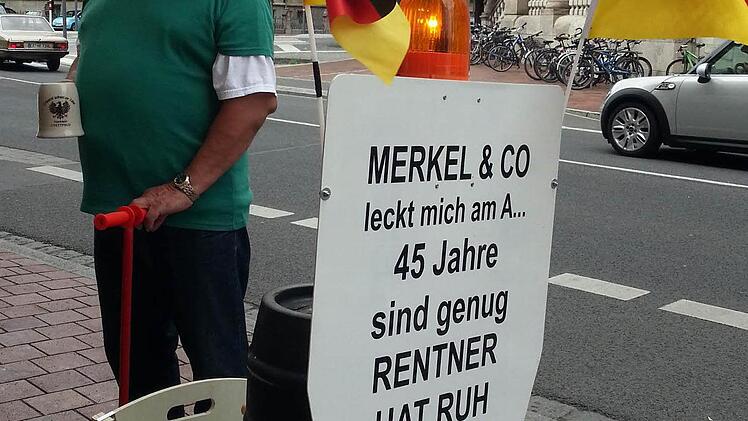 MERKEL & CO
leckt mich am A...
45 Jahre
sind genug
RENTNER
HAT RUH